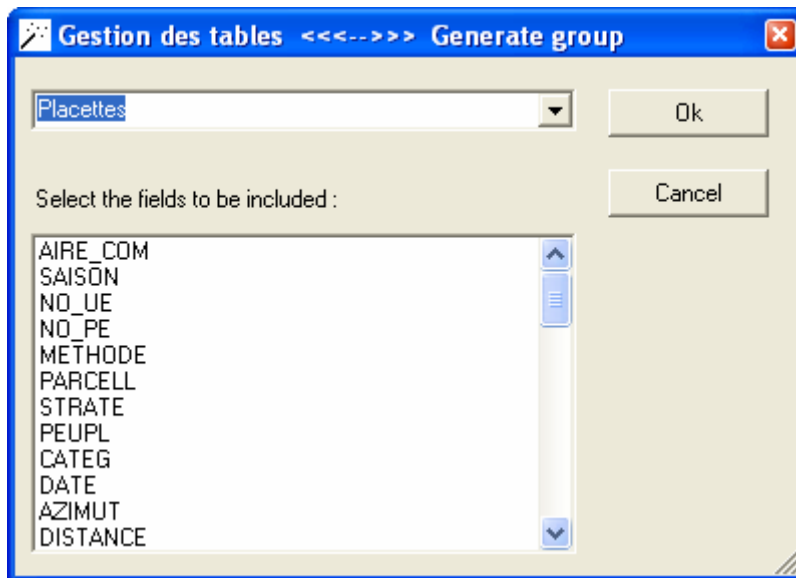 Gestion des tables <<<-->>> Generate group
Placettes
Ok
Select the fields to be included :
Cancel
AIRE_COM
SAISON
NO_UE
NO_PE
METHODE
PARCELL
STRATE
PEUPL
CATEG
DATE
AZIMUT
DISTANCE